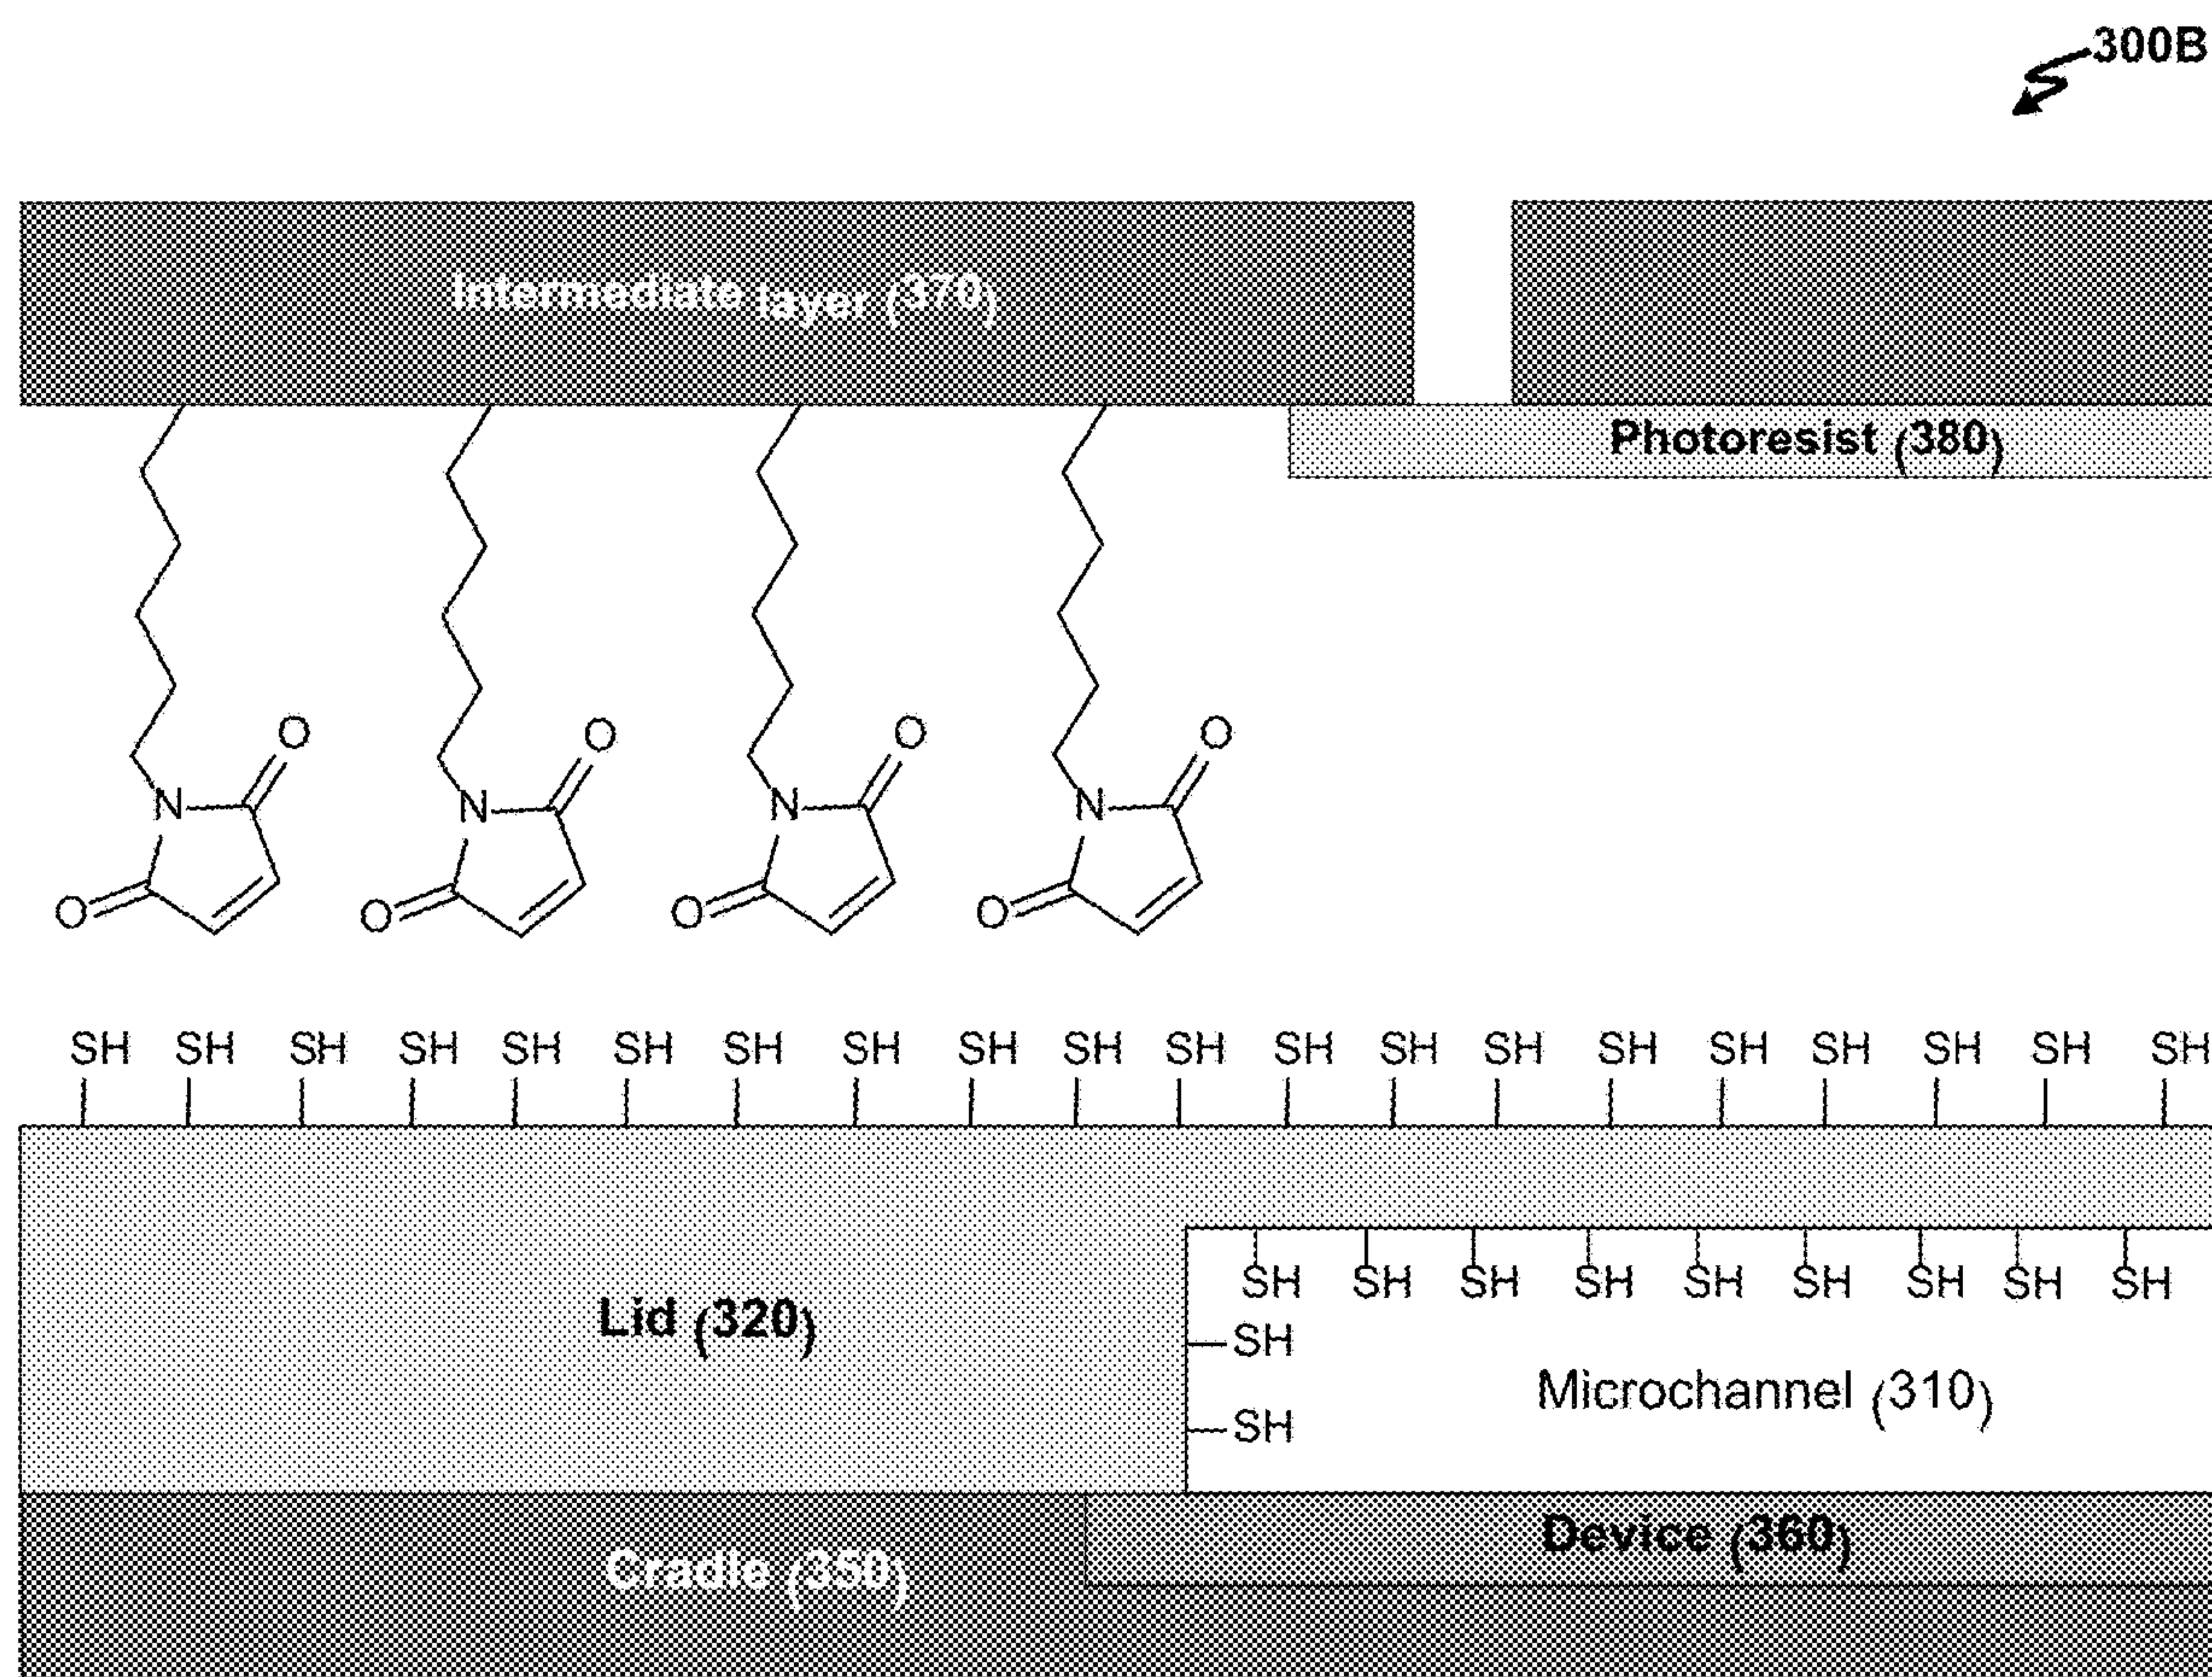 300B
Intermediate layer (370)
Photoresist (380)
O O O O
N N N N
O O O O
SH SH SH SH SH SH SH SH SH SH SH SH SH SH SH SH SH SH SH SH
SH SH SH SH SH SH SH SH SH
Lid (320)
SH
Microchannel (310)
SH
Device (360)
Cradle (350)